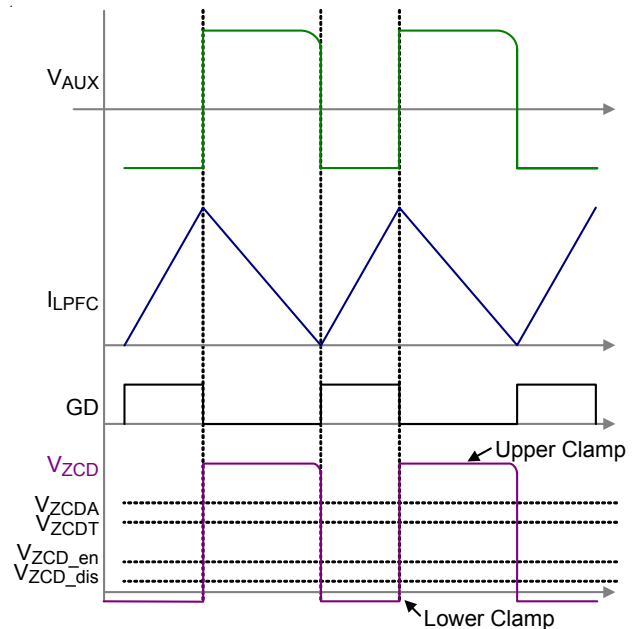 VAUX
ILPFC
GD
VZCD
Upper Clamp
VZCDA
VZCDT
VZCD_en
VZCD_dis
Lower Clamp